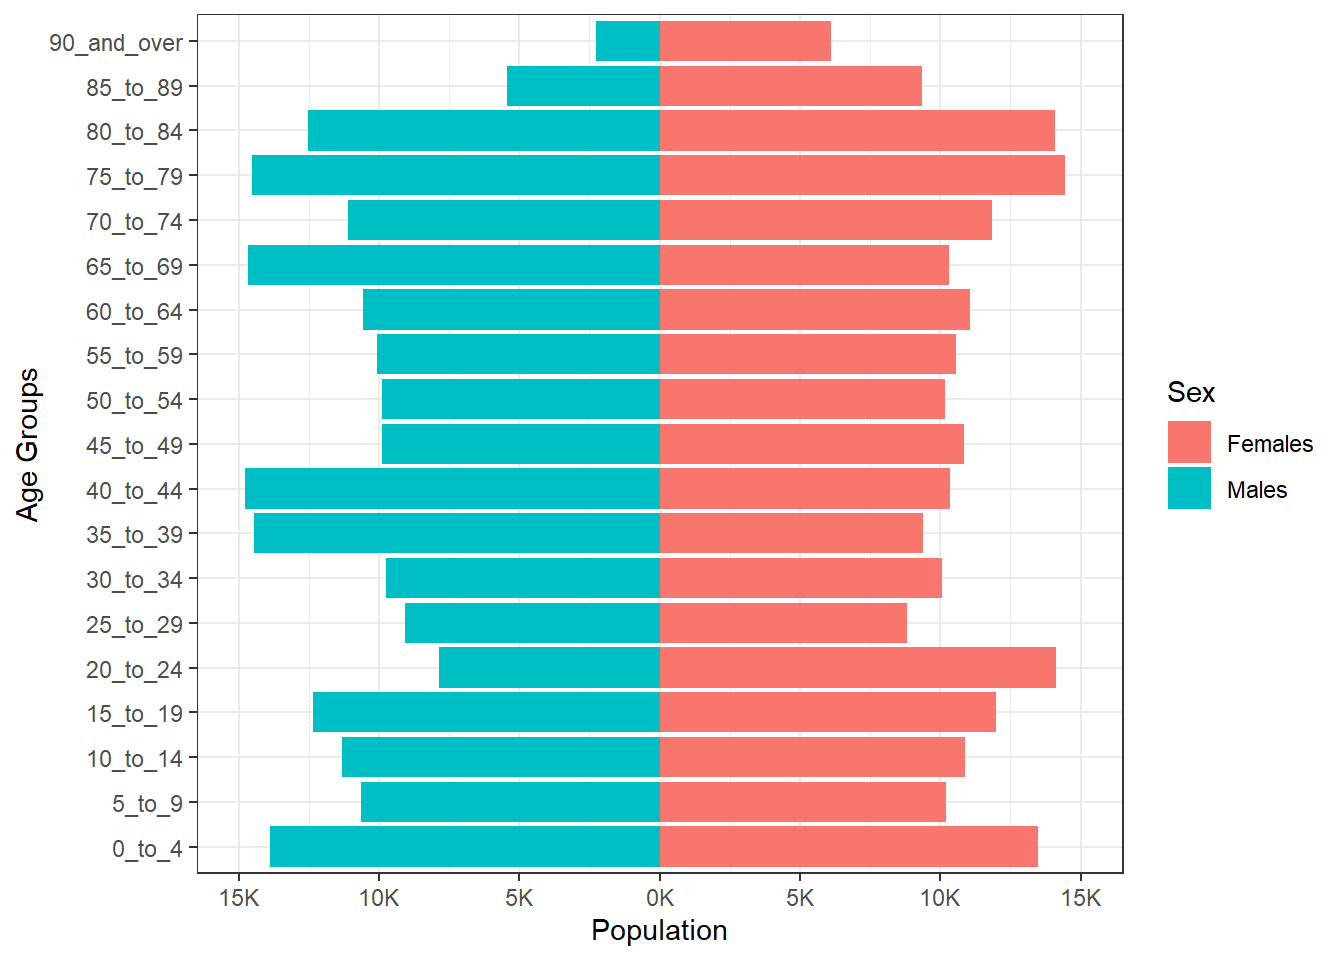 90_and_over
85_to_89
80_to_84
75_to_79
70_to_74
65_to_69
60_to_64
55_to_59
50_to_54
45_to_49
40_to_44
35_to_39
30_to_34
25_to_29
20_to_24
15_to_19
10_to_14
5_to_9
0_to_4
Age Groups
15K 10K 5K 0K 5K 10K 15K
Population
Sex
Females
Males